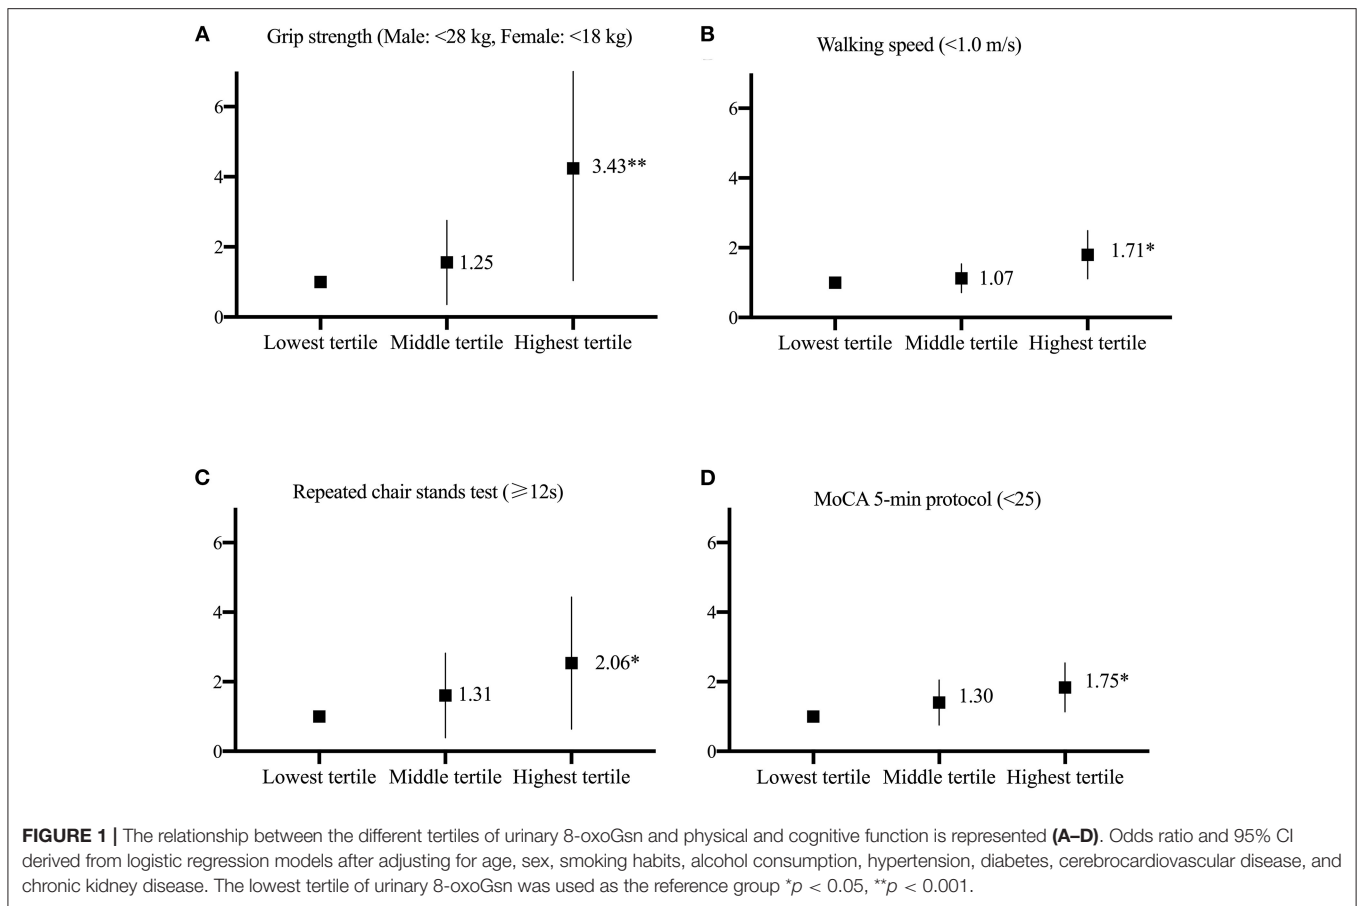 A
Grip strength (Male: <28 kg, Female: <18 kg)
6
4
2
0
3.43**
1.25
Lowest tertile Middle tertile Highest tertile
B
Walking speed (<1.0 m/s)
6
4
2
0
1.71*
1.07
Lowest tertile Middle tertile Highest tertile
C
Repeated chair stands test (⩾12s)
6
4
2
0
2.06*
1.31
Lowest tertile Middle tertile Highest tertile
D
MoCA 5-min protocol (<25)
6
4
2
0
1.75*
1.30
Lowest tertile Middle tertile Highest tertile
FIGURE 1 | The relationship between the different tertiles of urinary 8-oxoGsn and physical and cognitive function is represented (A–D). Odds ratio and 95% CI
derived from logistic regression models after adjusting for age, sex, smoking habits, alcohol consumption, hypertension, diabetes, cerebrocardiovascular disease, and
chronic kidney disease. The lowest tertile of urinary 8-oxoGsn was used as the reference group *p < 0.05, **p < 0.001.